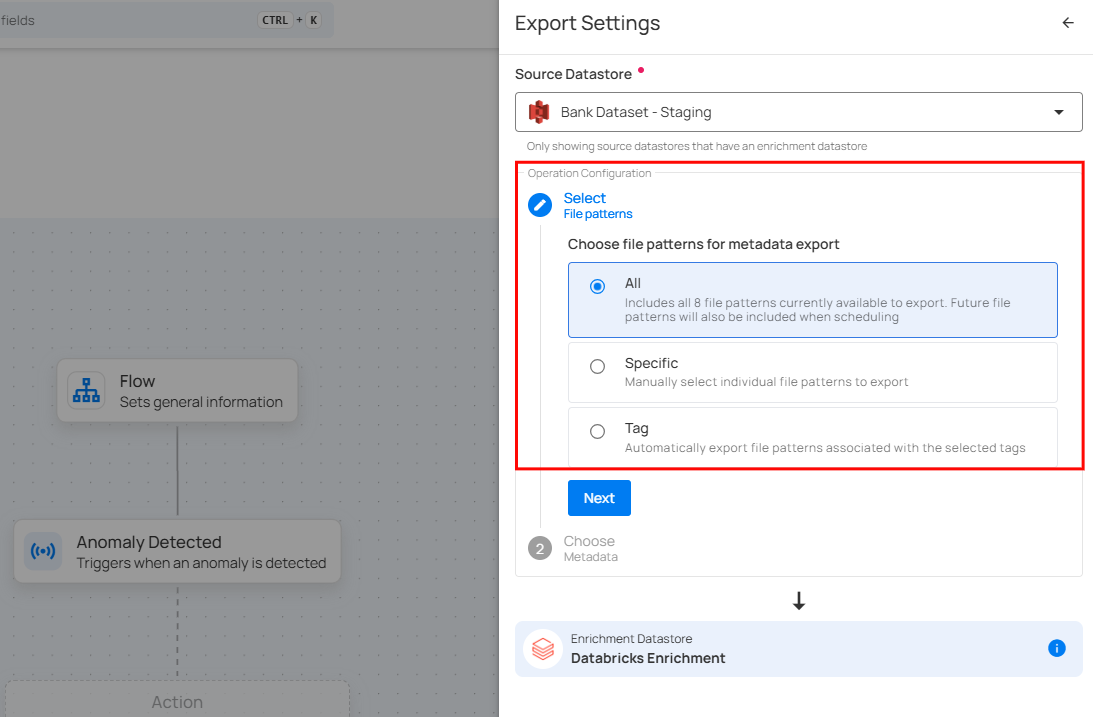 fields
CTRL + K
Export Settings
Source Datastore
Bank Dataset - Staging
Only showing source datastores that have an enrichment datastore
Operation Configuration
Select
File patterns
Choose file patterns for metadata export
All
Includes all 8 file patterns currently available to export. Future file
patterns will also be included when scheduling
Specific
Manually select individual file patterns to export
Tag
Automatically export file patterns associated with the selected tags
Next
2
Choose
Metadata
Enrichment Datastore
Databricks Enrichment
Flow
Sets general information
Anomaly Detected
Triggers when an anomaly is detected
Action